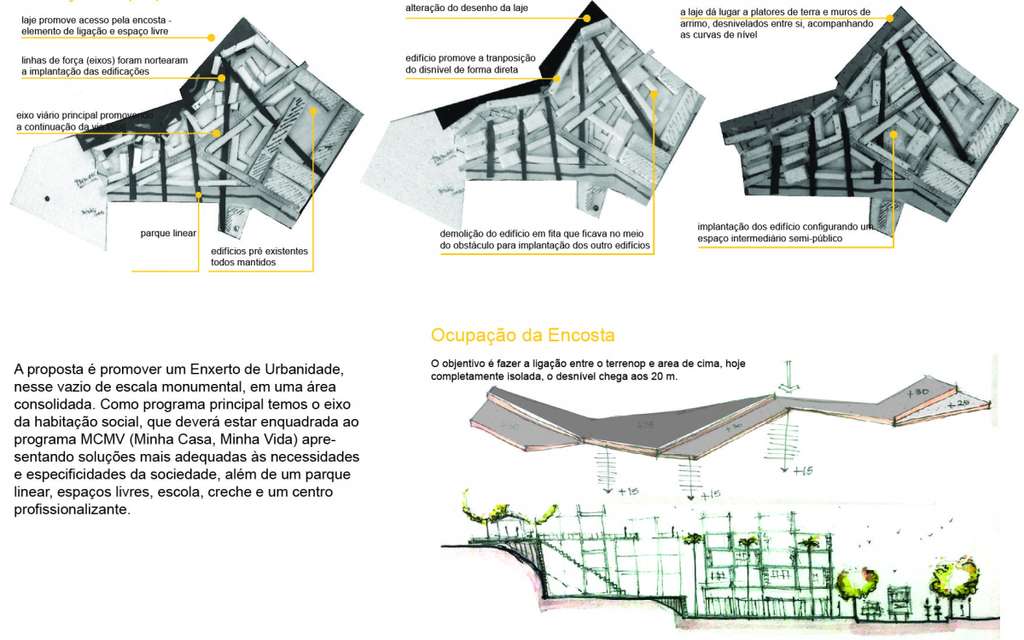 laje promove acesso pela encosta -
elemento de ligação e espaço livre
linhas de força (eixos) foram nortearam
a implantação das edificações
eixo viário principal promovendo
a continuação da via
parque linear
edifícios pré existentes
todos mantidos
alteração do desenho da laje
edifício promove a tranposição
do disnível de forma direta
demolição do edifício em fita que ficava no meio
do obstáculo para implantação dos outro edifícios
a laje dá lugar a platores de terra e muros de
arrimo, desnivelados entre si, acompanhando
as curvas de nível
implantação dos edifício configurando um
espaço intermediário semi-público
A proposta é promover um Enxerto de Urbanidade,
nesse vazio de escala monumental, em uma área
consolidada. Como programa principal temos o eixo
da habitação social, que deverá estar enquadrada ao
programa MCMV (Minha Casa, Minha Vida) apre-
sentando soluções mais adequadas às necessidades
e especificidades da sociedade, além de um parque
linear, espaços livres, escola, creche e um centro
profissionalizante.
Ocupação da Encosta
O objetivo é fazer a ligação entre o terrenop e area de cima, hoje
completamente isolada, o desnível chega aos 20 m.
+30
+25
+30
+15
+15
+15